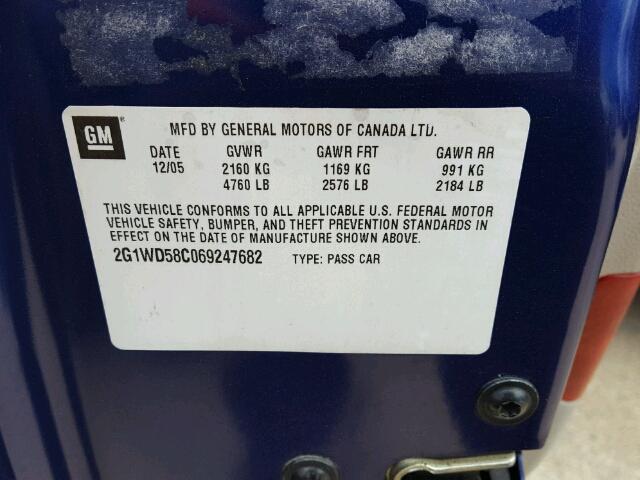 GM
MFD BY GENERAL MOTORS OF CANADA LTD.
DATE GVWR GAWR FRT GAWR RR
12/05 2160 KG 1169 KG 991 KG
4760 LB 2576 LB 2184 LB
THIS VEHICLE CONFORMS TO ALL APPLICABLE U.S. FEDERAL MOTOR
VEHICLE SAFETY, BUMPER, AND THEFT PREVENTION STANDARDS IN
EFFECT ON THE DATE OF MANUFACTURE SHOWN ABOVE.
2G1WD58C069247682 TYPE: PASS CAR